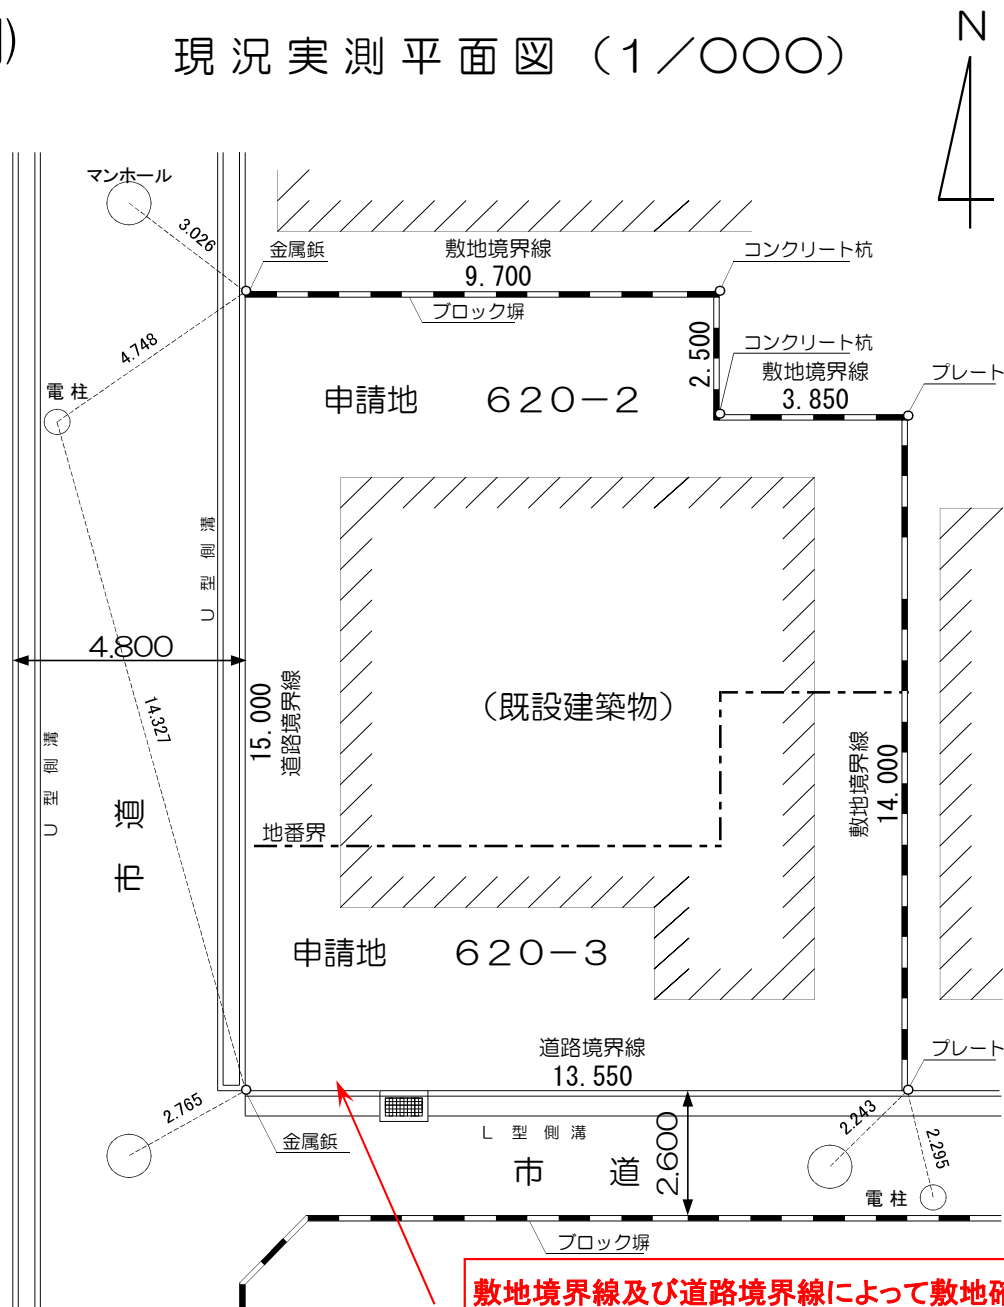 現況実測平面図（1／○○○）
N
マンホール
3.026
金属鋲
敷地境界線
9.700
コンクリート杭
ブロック塀
4.748
2.500
コンクリート杭
敷地境界線
3.850
プレート
電柱
申請地　620－2
U型側溝
4.800
15.000
道路境界線
14.327
（既設建築物）
敷地境界線
14.000
U型側溝
市道
地番界
申請地　620－3
道路境界線
13.550
プレート
2.765
金属鋲
L型側溝
市道
2.600
2.243
2.295
電柱
ブロック塀
敷地境界線及び道路境界線によって敷地確